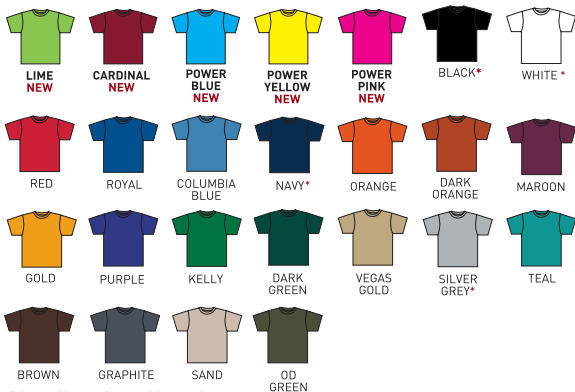 LIME
NEW
CARDINAL
NEW
POWER
BLUE
NEW
POWER
YELLOW
NEW
POWER
PINK
NEW
BLACK*
WHITE *
RED
ROYAL
COLUMBIA
BLUE
NAVY*
ORANGE
DARK
ORANGE
MAROON
GOLD
PURPLE
KELLY
DARK
GREEN
VEGAS
GOLD
SILVER
GREY*
TEAL
BROWN
GRAPHITE
SAND
OD
GREEN